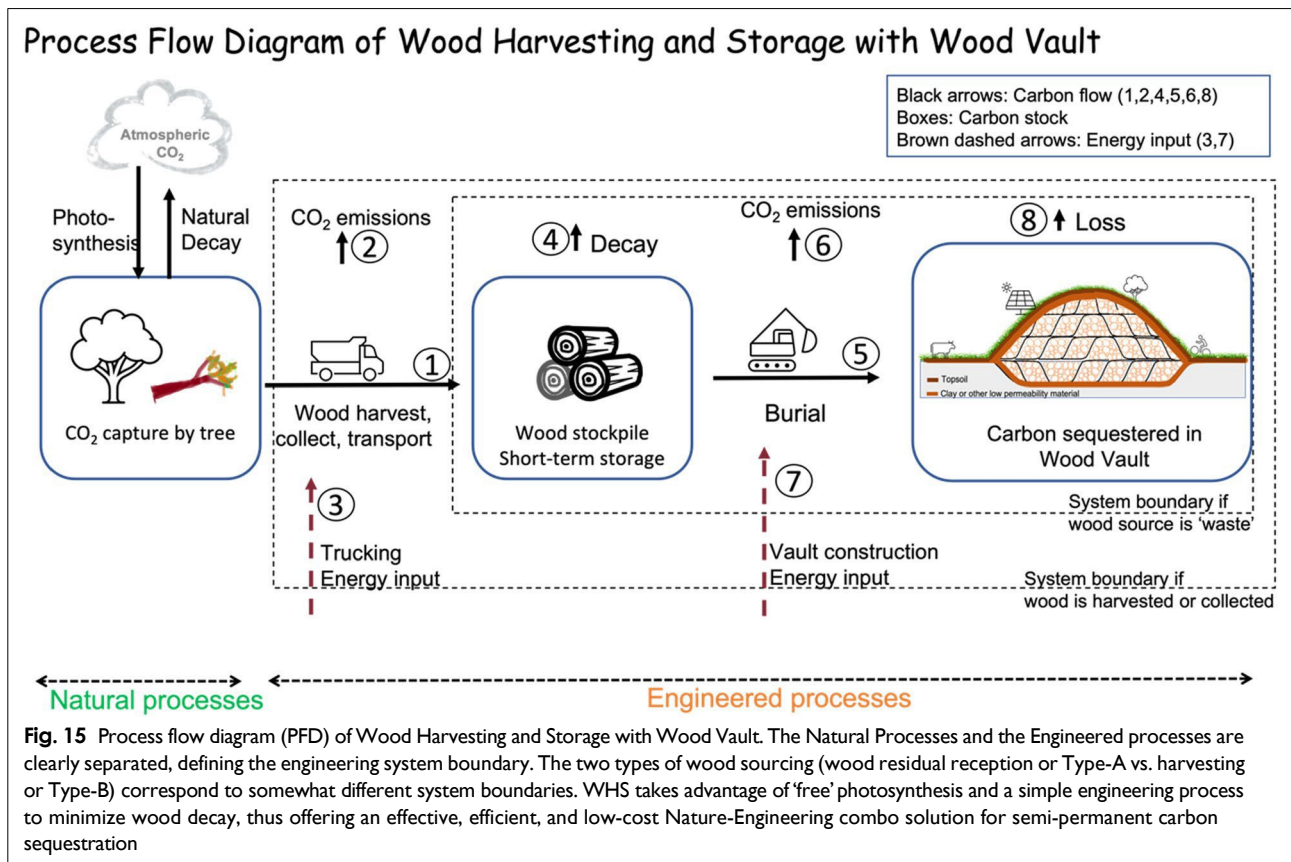 Process Flow Diagram of Wood Harvesting and Storage with Wood Vault
Black arrows: Carbon flow (1,2,4,5,6,8)
Boxes: Carbon stock
Brown dashed arrows: Energy input (3,7)
Atmospheric
CO₂
Photo-
synthesis
Natural
Decay
CO₂ emissions
②
④ Decay
CO₂ emissions
⑥
⑧ Loss
CO₂ capture by tree
①
Wood harvest,
collect, transport
Wood stockpile
Short-term storage
⑤
Burial
Topsoil
Clay or other low permeability material
Carbon sequestered in
Wood Vault
③
Trucking
Energy input
⑦
Vault construction
Energy input
System boundary if
wood source is ‘waste’
System boundary if
wood is harvested or collected
Natural processes
Engineered processes
Fig. 15 Process flow diagram (PFD) of Wood Harvesting and Storage with Wood Vault. The Natural Processes and the Engineered processes are
clearly separated, defining the engineering system boundary. The two types of wood sourcing (wood residual reception or Type-A vs. harvesting
or Type-B) correspond to somewhat different system boundaries. WHS takes advantage of ‘free’ photosynthesis and a simple engineering process
to minimize wood decay, thus offering an effective, efficient, and low-cost Nature-Engineering combo solution for semi-permanent carbon
sequestration